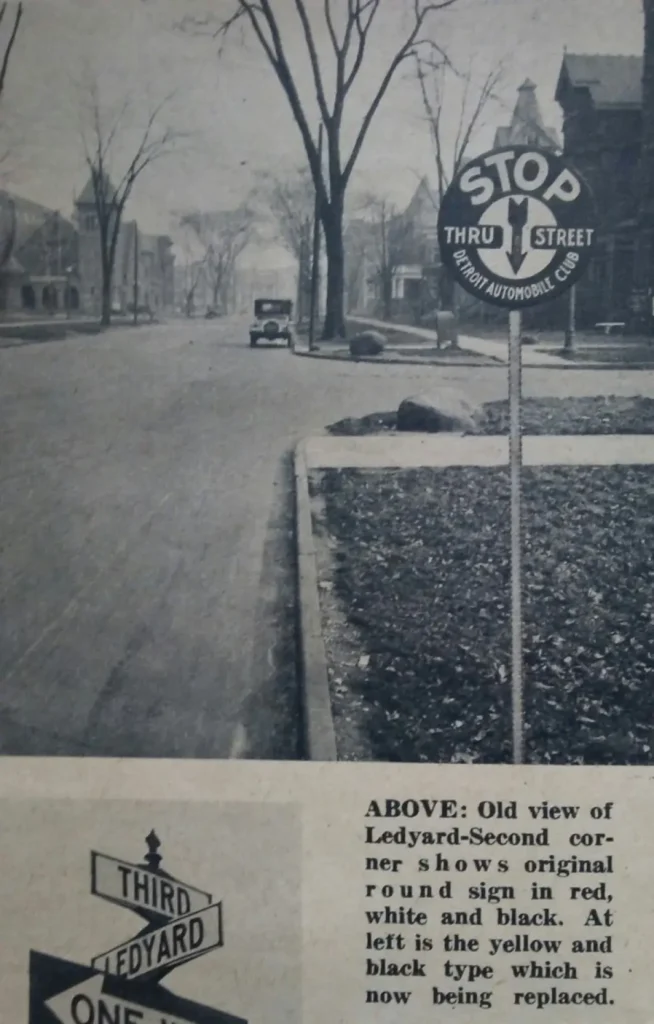 STOP
THRU STREET
DETROIT AUTOMOBILE CLUB
ABOVE: Old view of
Ledyard-Second cor-
ner shows original
round sign in red,
white and black. At
left is the yellow and
black type which is
now being replaced.
THIRD
LEDYARD
ONE